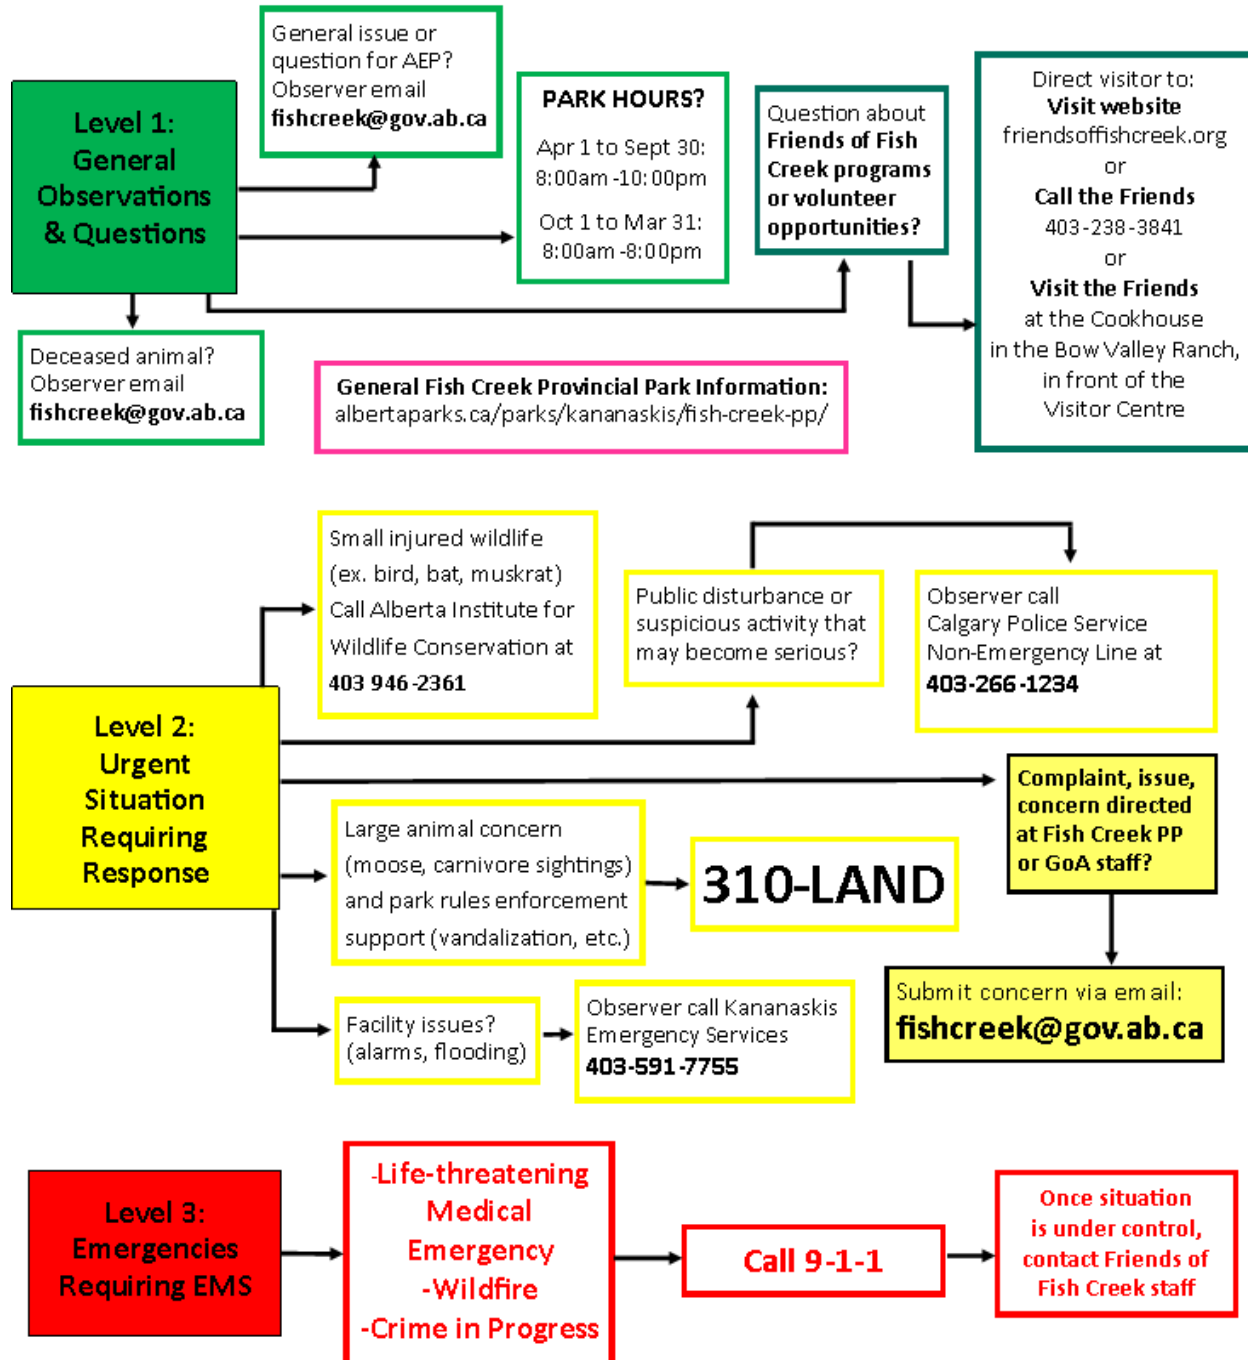 General issue or
question for AEP?
Observer email
fishcreek@gov.ab.ca
Level 1:
General
Observations
& Questions
PARK HOURS?
Apr 1 to Sept 30:
8:00am -10:00pm
Oct 1 to Mar 31:
8:00am -8:00pm
Question about
Friends of Fish
Creek programs
or volunteer
opportunities?
Direct visitor to:
Visit website
friendsoffishcreek.org
or
Call the Friends
403-238-3841
or
Visit the Friends
at the Cookhouse
in the Bow Valley Ranch,
in front of the
Visitor Centre
Deceased animal?
Observer email
fishcreek@gov.ab.ca
General Fish Creek Provincial Park Information:
albertaparks.ca/parks/kananaskis/fish-creek-pp/
Level 2:
Urgent
Situation
Requiring
Response
Small injured wildlife
(ex. bird, bat, muskrat)
Call Alberta Institute for
Wildlife Conservation at
403 946-2361
Public disturbance or
suspicious activity that
may become serious?
Observer call
Calgary Police Service
Non-Emergency Line at
403-266-1234
Complaint, issue,
concern directed
at Fish Creek PP
or GoA staff?
Submit concern via email:
fishcreek@gov.ab.ca
Large animal concern
(moose, carnivore sightings)
and park rules enforcement
support (vandalization, etc.)
310-LAND
Facility issues?
(alarms, flooding)
Observer call Kananaskis
Emergency Services
403-591-7755
Level 3:
Emergencies
Requiring EMS
-Life-threatening
Medical
Emergency
-Wildfire
-Crime in Progress
Call 9-1-1
Once situation
is under control,
contact Friends of
Fish Creek staff